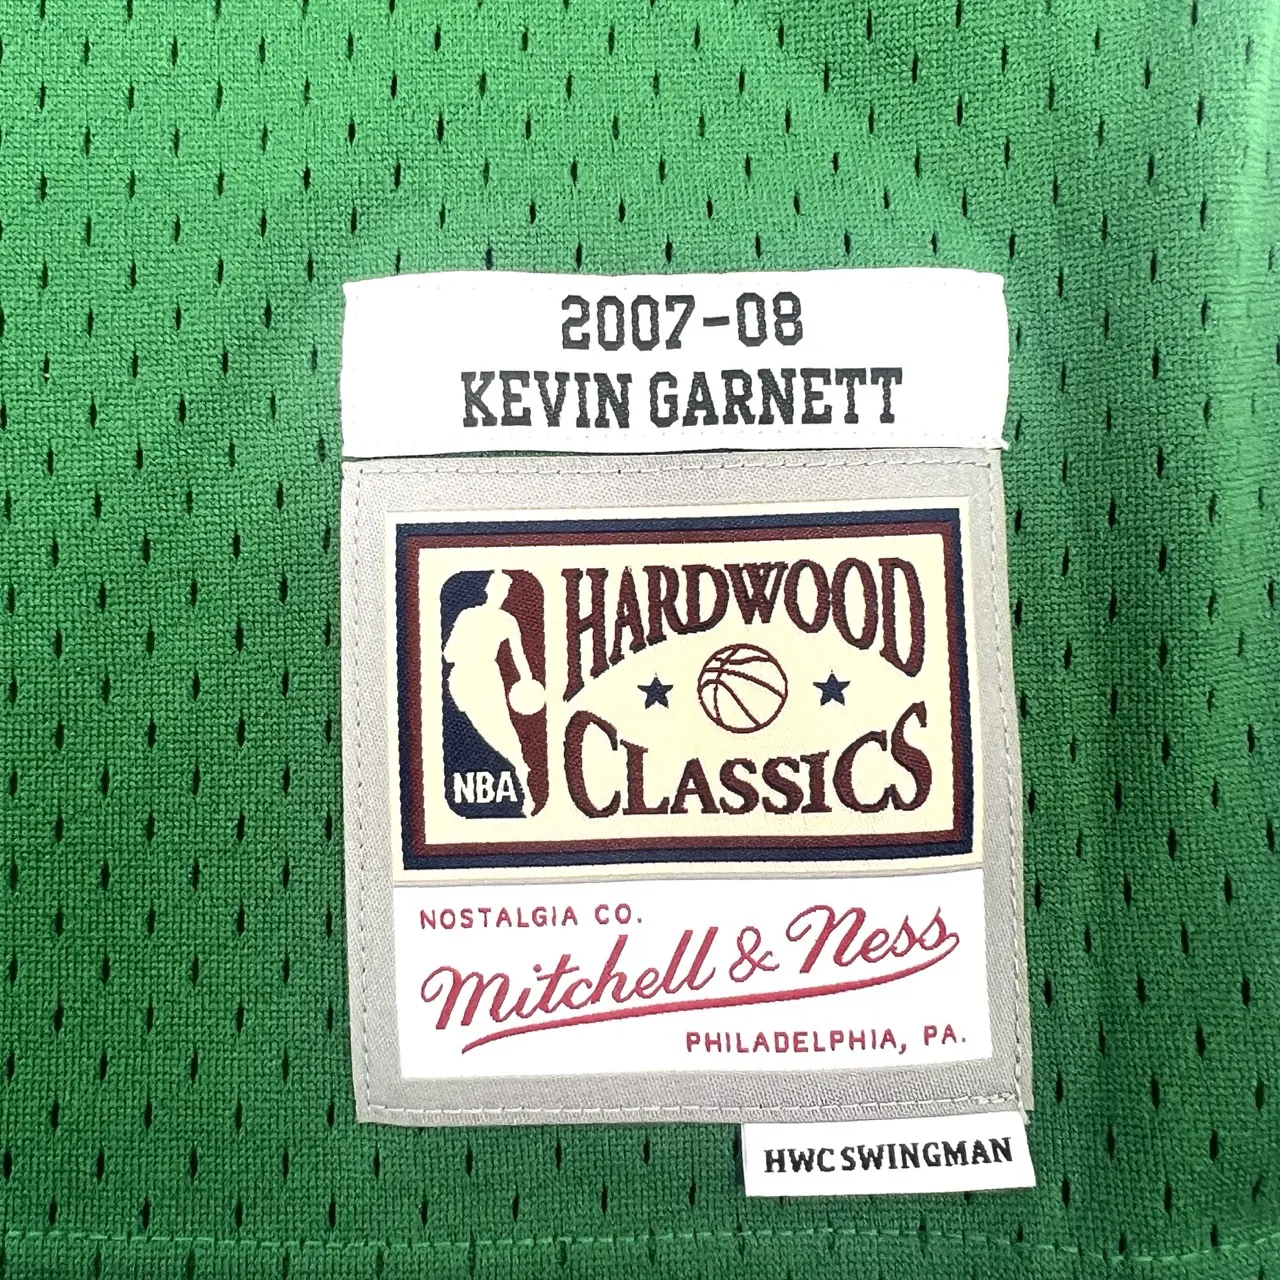 2007-08
KEVIN GARNETT
HARDWOOD
CLASSICS
NBA
NOSTALGIA CO.
Mitchell & Ness
PHILADELPHIA, PA.
HWC SWINGMAN